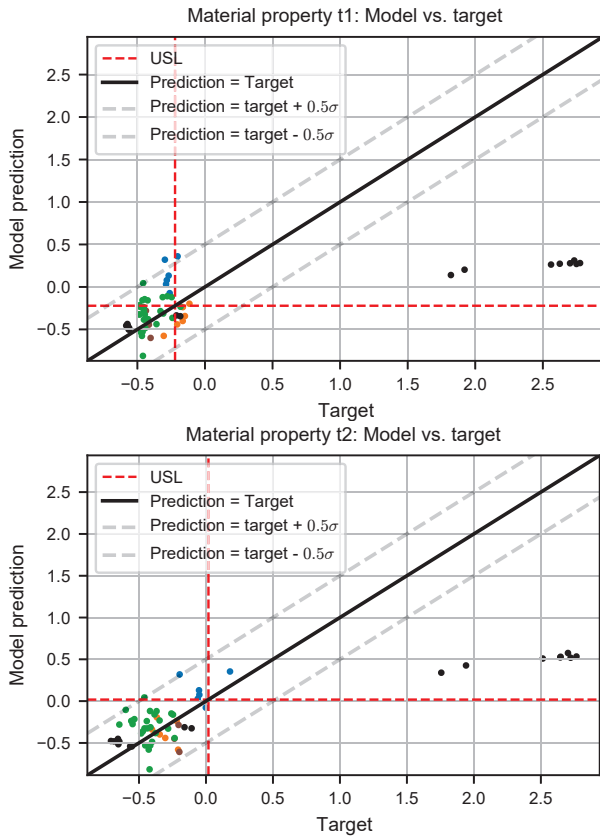 Material property t1: Model vs. target
USL
Prediction = Target
Prediction = target + 0.5σ
Prediction = target - 0.5σ
2.5
2.0
1.5
1.0
0.5
0.0
−0.5
Model prediction
−0.5 0.0 0.5 1.0 1.5 2.0 2.5
Target
Material property t2: Model vs. target
USL
Prediction = Target
Prediction = target + 0.5σ
Prediction = target - 0.5σ
2.5
2.0
1.5
1.0
0.5
0.0
−0.5
Model prediction
−0.5 0.0 0.5 1.0 1.5 2.0 2.5
Target